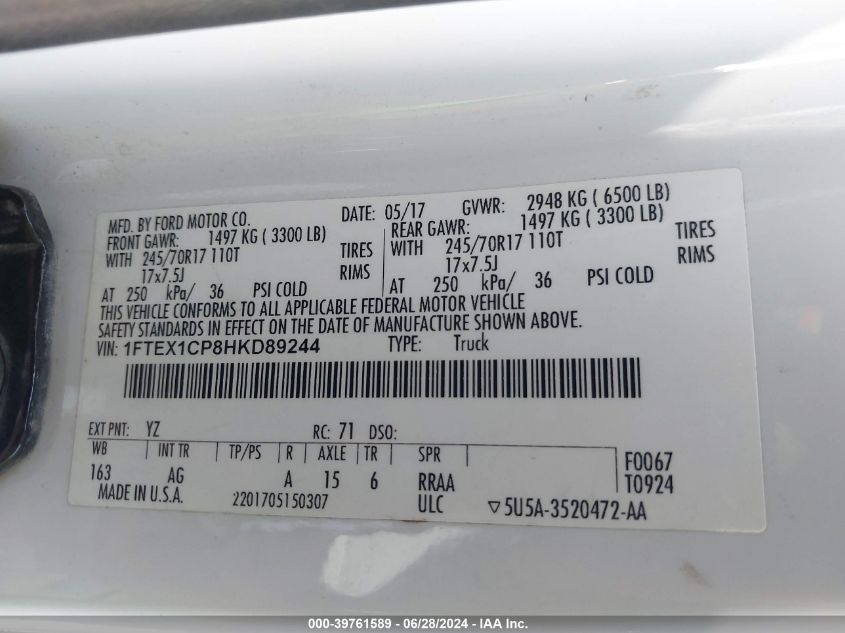 MFD. BY FORD MOTOR CO. DATE: 05/17 GVWR: 2948 KG ( 6500 LB)
FRONT GAWR: 1497 KG ( 3300 LB) REAR GAWR: 1497 KG ( 3300 LB)
WITH 245/70R17 110T TIRES WITH 245/70R17 110T TIRES
17x7.5J RIMS 17x7.5J RIMS
AT 250 kPa/ 36 PSI COLD AT 250 kPa/ 36 PSI COLD
THIS VEHICLE CONFORMS TO ALL APPLICABLE FEDERAL MOTOR VEHICLE
SAFETY STANDARDS IN EFFECT ON THE DATE OF MANUFACTURE SHOWN ABOVE.
VIN: 1FTEX1CP8HKD89244 TYPE: Truck
EXT PNT: YZ RC: 71 DSO:
WB INT TR TP/PS R AXLE TR SPR F0067
163 AG A 15 6 RRAA T0924
MADE IN U.S.A. 2201705150307 ULC ▽5U5A-3520472-AA
000-39761589 - 06/28/2024 - IAA Inc.